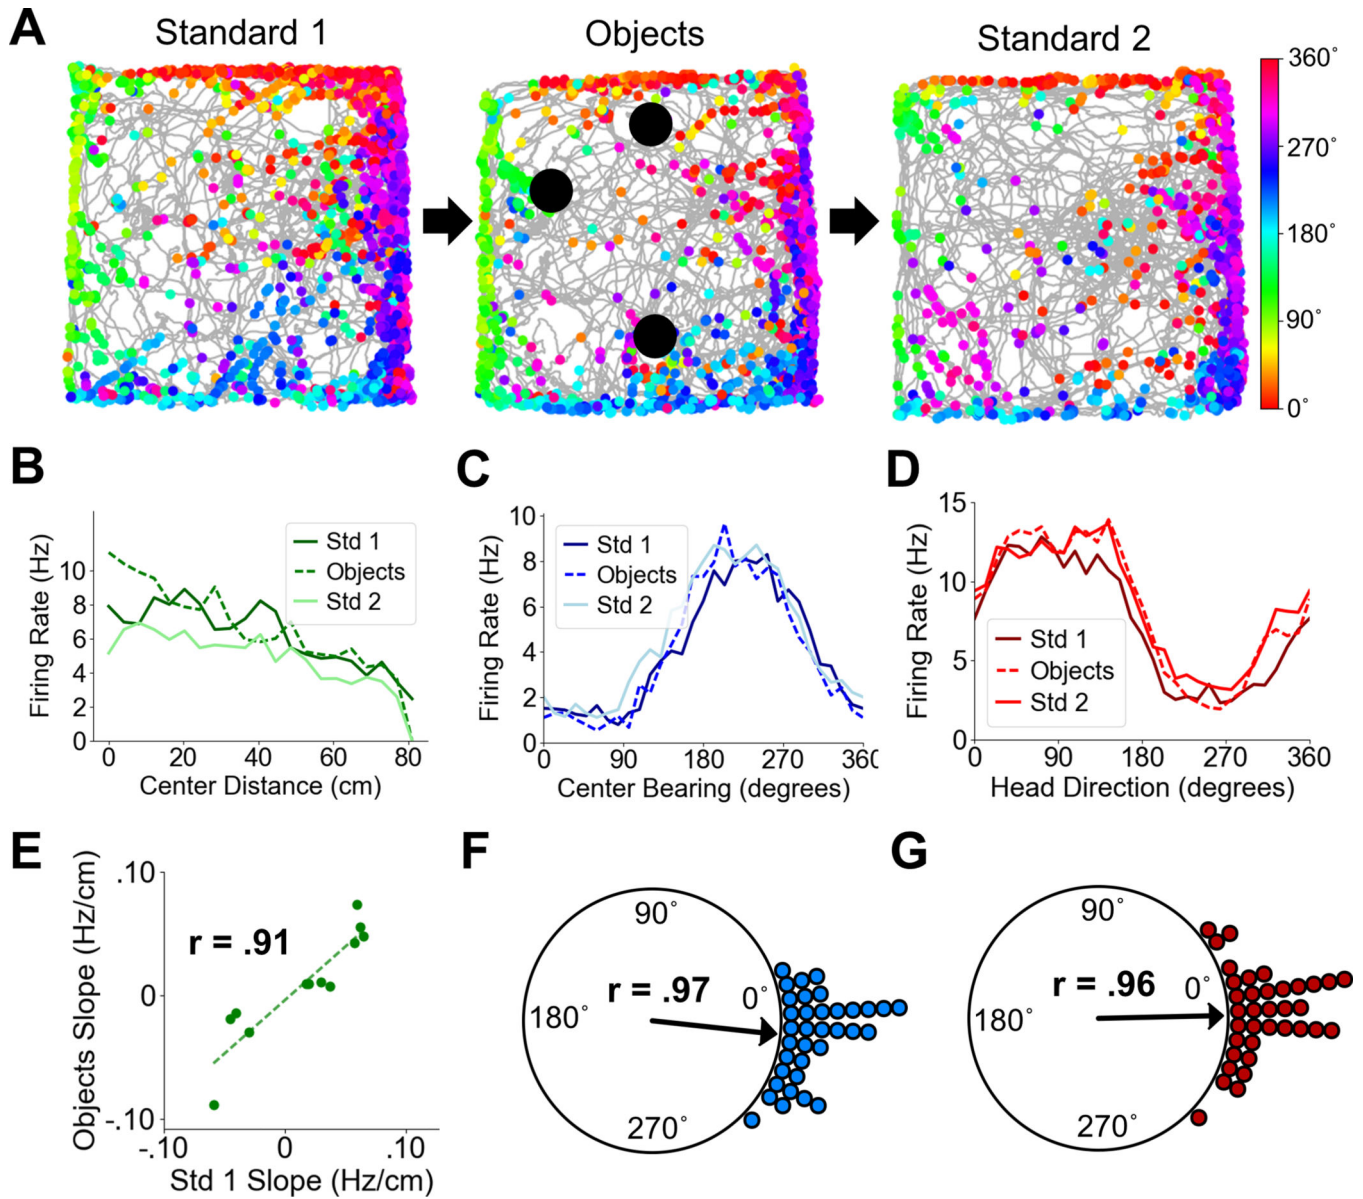 A
Standard 1
Objects
Standard 2
360°
270°
180°
90°
0°
B
Firing Rate (Hz)
10
8
6
4
2
0
Std 1
Objects
Std 2
0 20 40 60 80
Center Distance (cm)
C
Firing Rate (Hz)
10
8
6
4
2
0
Std 1
Objects
Std 2
0 90 180 270 360
Center Bearing (degrees)
D
Firing Rate (Hz)
15
10
5
0
Std 1
Objects
Std 2
0 90 180 270 360
Head Direction (degrees)
E
Objects Slope (Hz/cm)
.10
0
-.10
r = .91
-.10 0 .10
Std 1 Slope (Hz/cm)
F
90°
r = .97
0°
180°
270°
G
90°
r = .96
0°
180°
270°